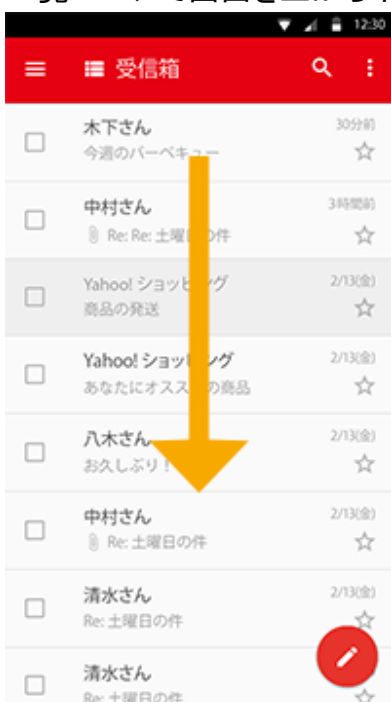 12:30
受信箱
木下さん 30分前
今週のバーベキュー
中村さん 3時間前
Re: Re: 土曜日の件
Yahoo! ショッピング 2/13(金)
商品の発送
Yahoo! ショッピング 2/13(金)
あなたにオススメの商品
八木さん 2/13(金)
お久しぶり!
中村さん 2/13(金)
Re: 土曜日の件
清水さん 2/13(金)
Re: 土曜日の件
清水さん
Re: 土曜日の件